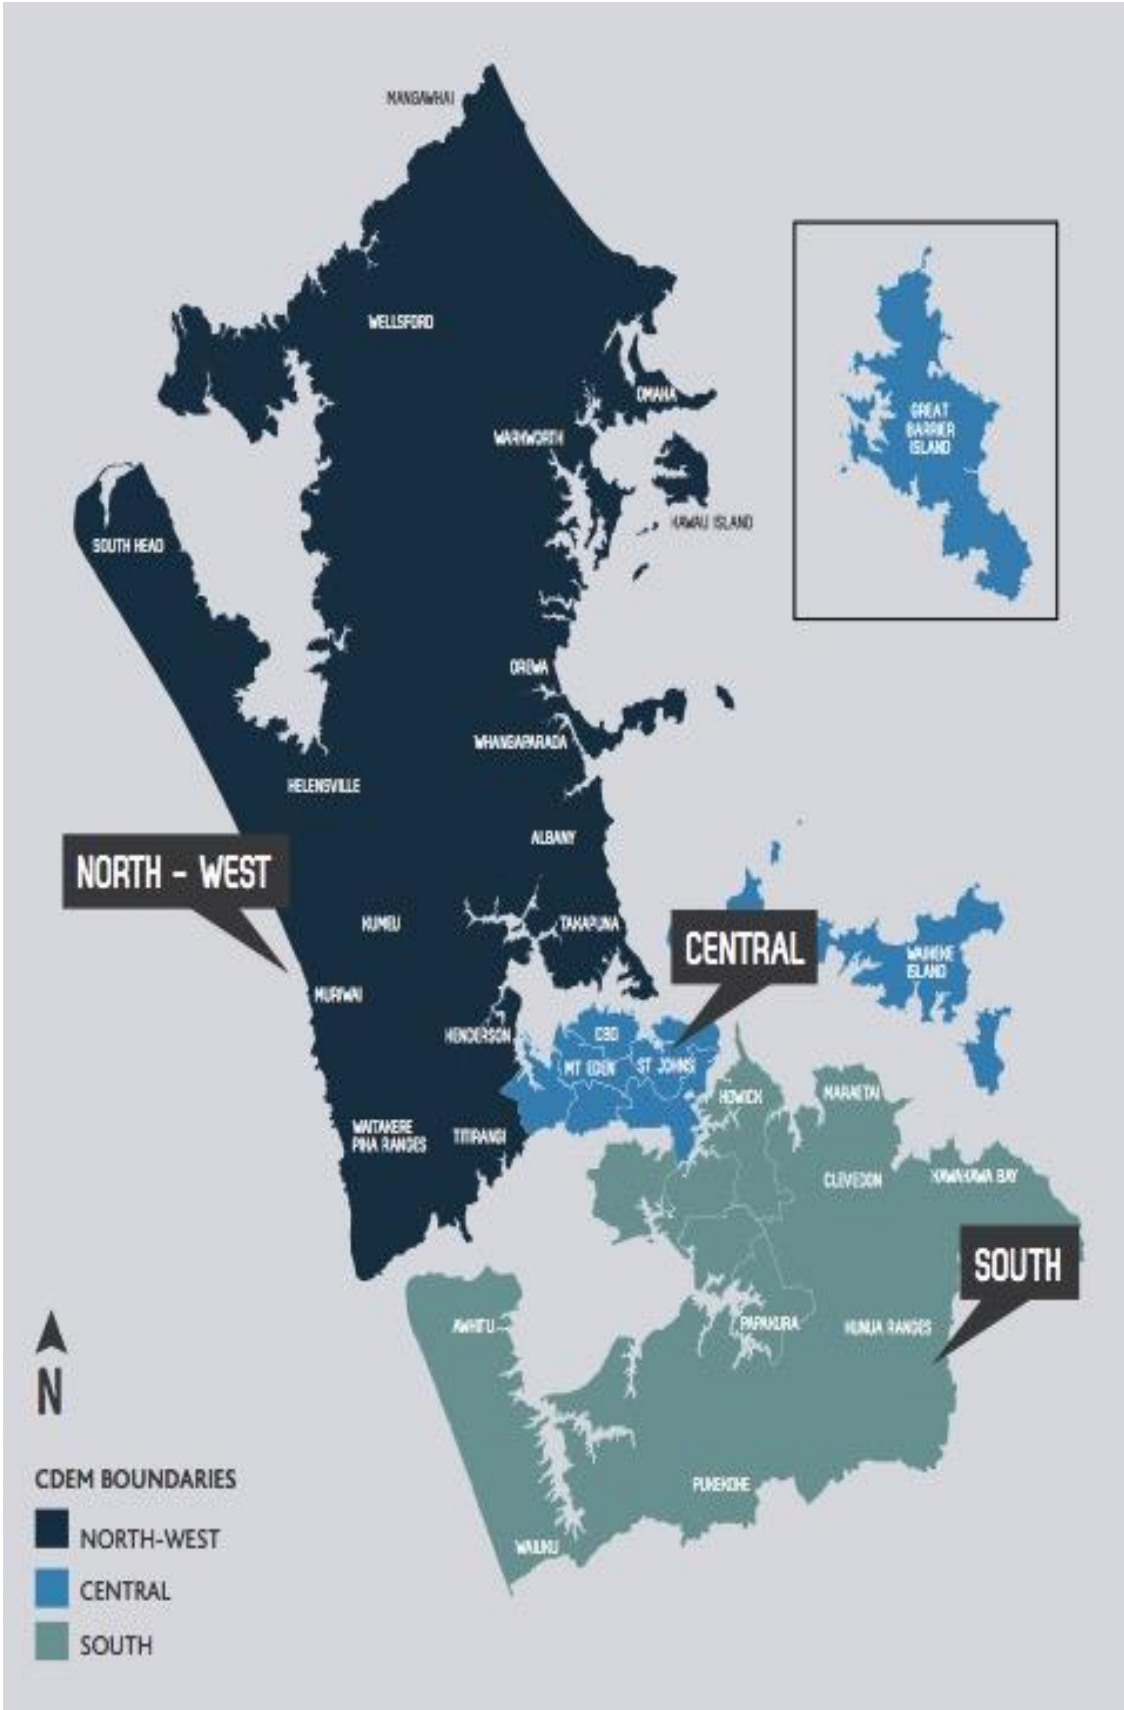 MANGAWHAI
WELLSFORD
OMAHA
WARKWORTH
KAWAU ISLAND
SOUTH HEAD
GREAT
BARRIER
ISLAND
OREWA
WHANGAPARAOA
HELENSVILLE
ALBANY
NORTH - WEST
KUMEU
TAKAPUNA
CENTRAL
WAIHEKE
ISLAND
MURIWAI
HENDERSON
CBD
MT EDEN
ST JOHNS
HOWICK
MARAETAI
WAITAKERE
PIHA RANGES
TITIRANGI
CLEVEDON
KAWAKAWA BAY
SOUTH
AWHITU
PAPAKURA
HUNUA RANGES
N
PUKEKOHE
WAIUKU
CDEM BOUNDARIES
NORTH-WEST
CENTRAL
SOUTH